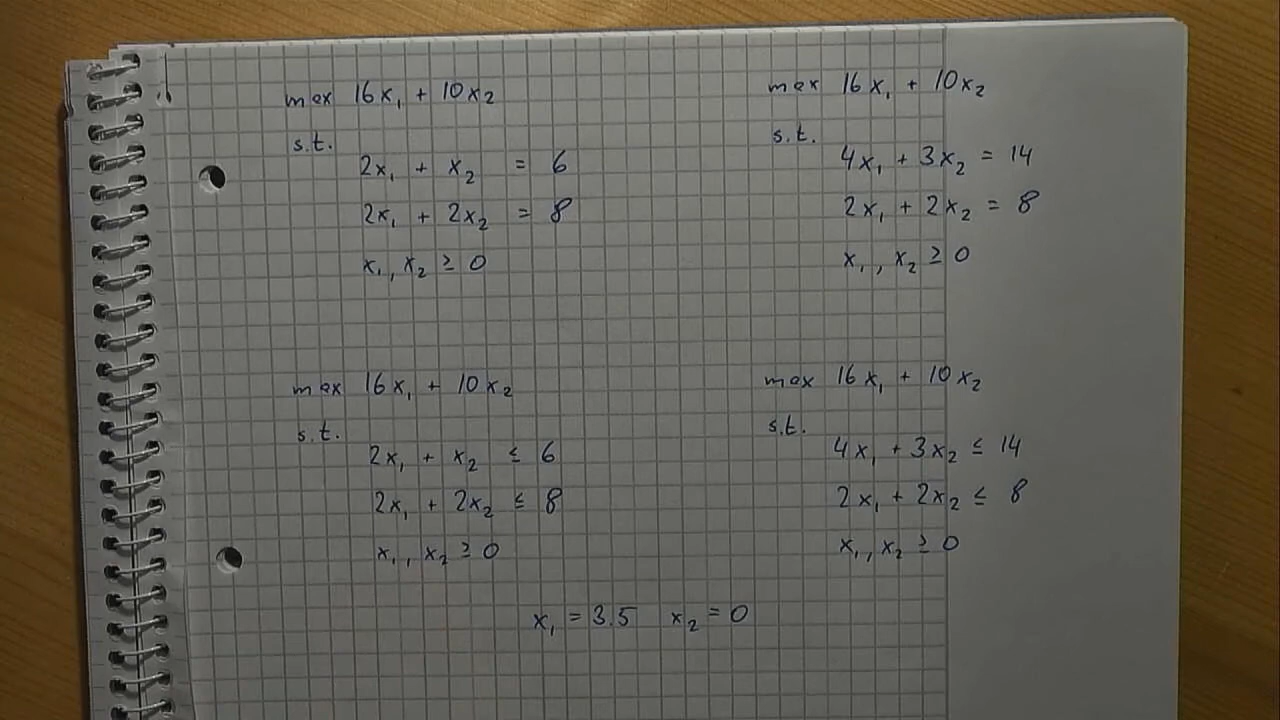 max 16x₁ + 10x₂
s.t.
2x₁ + x₂ = 6
2x₁ + 2x₂ = 8
x₁, x₂ ≥ 0
max 16x₁ + 10x₂
s.t.
4x₁ + 3x₂ = 14
2x₁ + 2x₂ = 8
x₁, x₂ ≥ 0
max 16x₁ + 10x₂
s.t.
2x₁ + x₂ ≤ 6
2x₁ + 2x₂ ≤ 8
x₁, x₂ ≥ 0
max 16x₁ + 10x₂
s.t.
4x₁ + 3x₂ ≤ 14
2x₁ + 2x₂ ≤ 8
x₁, x₂ ≥ 0
x₁ = 3.5 x₂ = 0